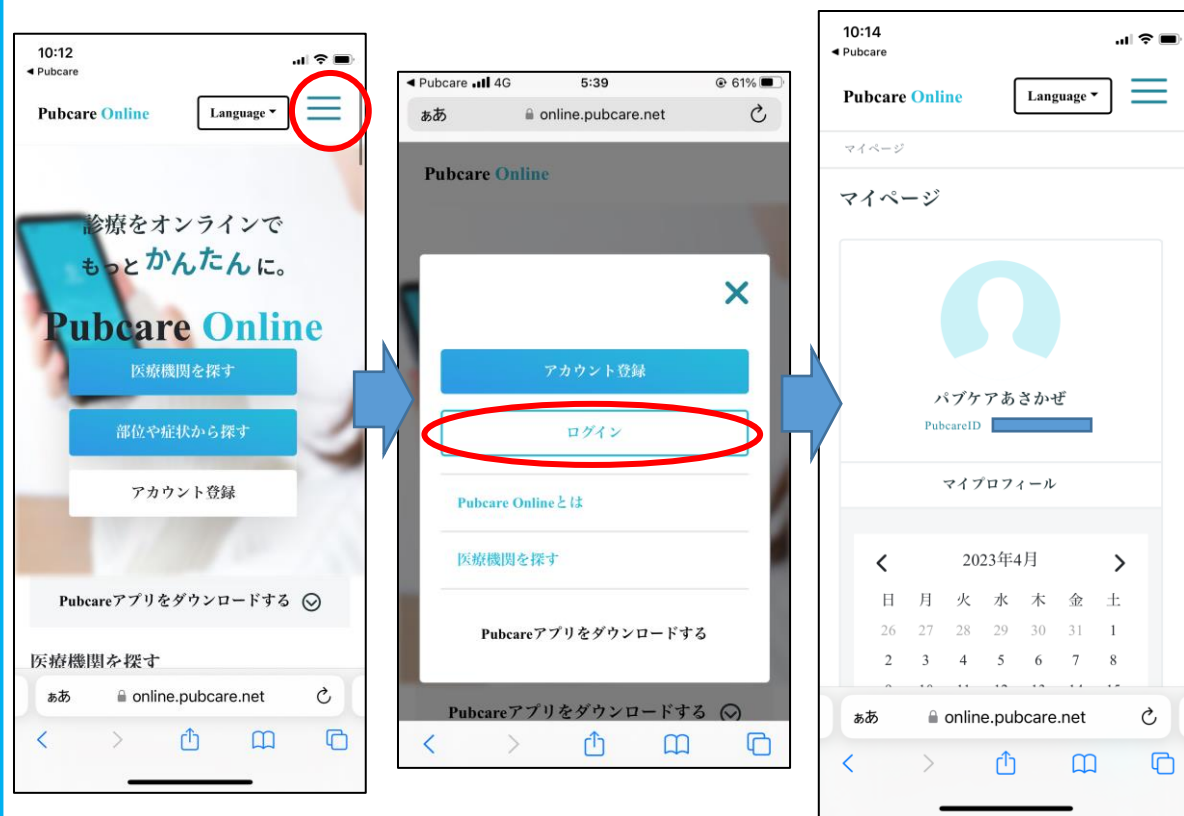 10:12
◀ Pubcare
Pubcare Online
Language
診療をオンラインで
もっとかんたんに。
Pubcare Online
医療機関を探す
部位や症状から探す
アカウント登録
Pubcareアプリをダウンロードする
医療機関を探す
ぁあ online.pubcare.net
◀ Pubcare 4G 5:39 61%
ぁあ online.pubcare.net
Pubcare Online
アカウント登録
ログイン
Pubcare Onlineとは
医療機関を探す
Pubcareアプリをダウンロードする
Pubcareアプリをダウンロードする
10:14
◀ Pubcare
Pubcare Online
Language
マイページ
マイページ
パブケアあさかぜ
PubcareID
マイプロフィール
2023年4月
日 月 火 水 木 金 土
26 27 28 29 30 31 1
2 3 4 5 6 7 8
ぁあ online.pubcare.net